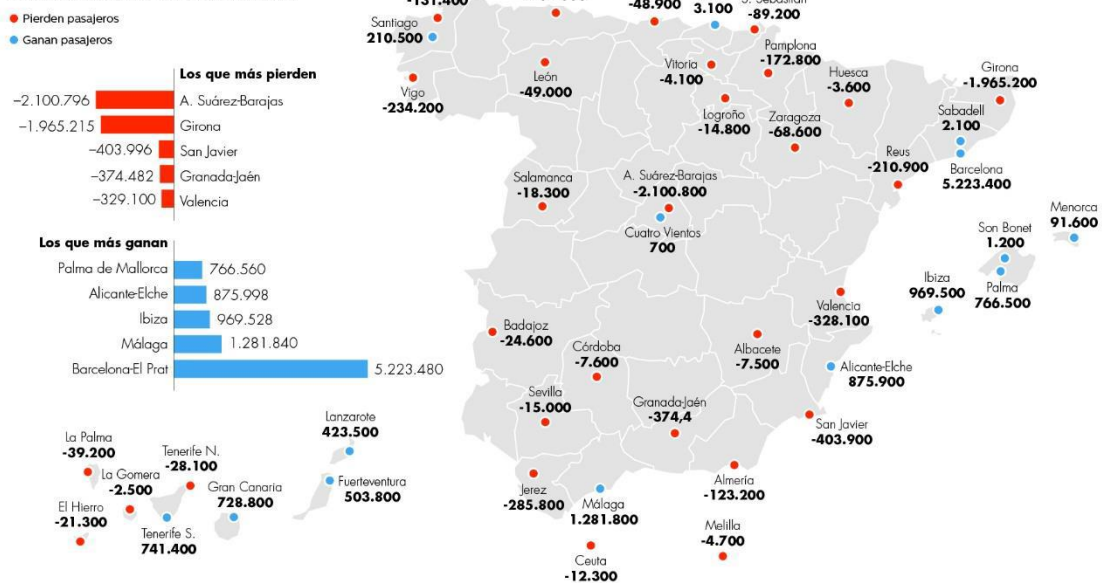 Pierden pasajeros
Ganan pasajeros
Los que más pierden
−2.100.796 A. Suárez-Barajas
−1.965.215 Girona
−403.996 San Javier
−374.482 Granada-Jaén
−329.100 Valencia
Los que más ganan
Palma de Mallorca 766.560
Alicante-Elche 875.998
Ibiza 969.528
Málaga 1.281.840
Barcelona-El Prat 5.223.480
-131.400
Santiago
210.500
Vigo
-234.200
León
-49.000
-48.900
3.100
S. Sebastián
-89.200
Vitoria
-4.100
Pamplona
-172.800
Logroño
-14.800
Huesca
-3.600
Zaragoza
-68.600
Girona
-1.965.200
Sabadell
2.100
Barcelona
5.223.400
Reus
-210.900
Salamanca
-18.300
A. Suárez-Barajas
-2.100.800
Cuatro Vientos
700
Menorca
91.600
Son Bonet
1.200
Palma
766.500
Ibiza
969.500
Valencia
-328.100
Badajoz
-24.600
Córdoba
-7.600
Albacete
-7.500
Alicante-Elche
875.900
Sevilla
-15.000
Granada-Jaén
-374,4
San Javier
-403.900
Jerez
-285.800
Málaga
1.281.800
Almería
-123.200
Ceuta
-12.300
Melilla
-4.700
La Palma
-39.200
La Gomera
-2.500
El Hierro
-21.300
Tenerife N.
-28.100
Tenerife S.
741.400
Gran Canaria
728.800
Lanzarote
423.500
Fuerteventura
503.800